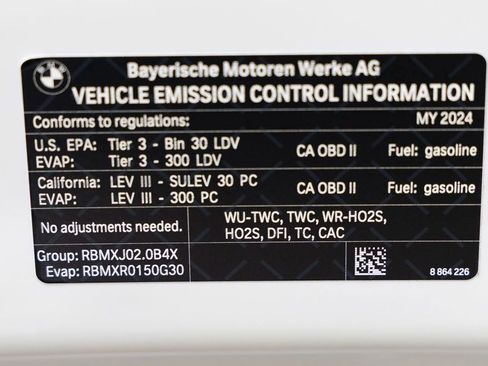 BMW
Bayerische Motoren Werke AG
VEHICLE EMISSION CONTROL INFORMATION
Conforms to regulations: MY 2024
U.S. EPA: Tier 3 - Bin 30 LDV CA OBD II Fuel: gasoline
EVAP: Tier 3 - 300 LDV
California: LEV III - SULEV 30 PC CA OBD II Fuel: gasoline
EVAP: LEV III - 300 PC
No adjustments needed. WU-TWC, TWC, WR-HO2S,
HO2S, DFI, TC, CAC
Group: RBMXJ02.0B4X
Evap: RBMXR0150G30 8 864 226